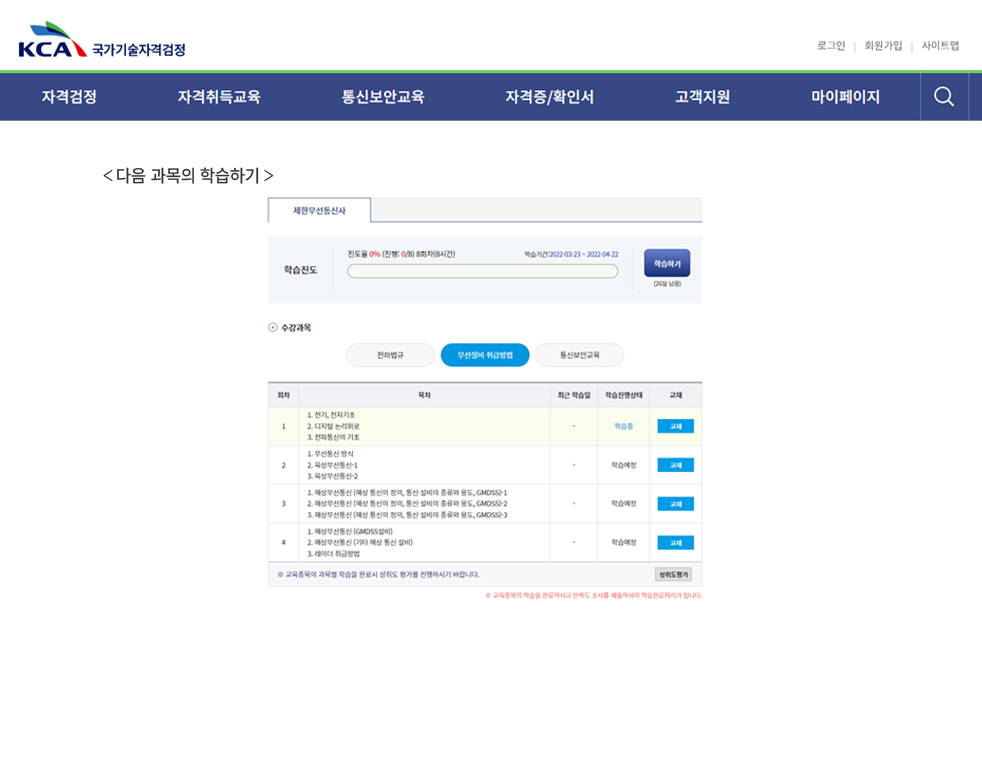 KCA 국가기술자격검정
로그인 | 회원가입 | 사이트맵
자격검정 자격취득교육 통신보안교육 자격증/확인서 고객지원 마이페이지
<다음 과목의 학습하기>
제한무선통신사
학습진도
진도율 0% (진행: 0/8) 8회차(8시간)
학습기간:2022-03-23 ~ 2022-04-22
학습하기
(26일 남음)
수강과목
전파법규 무선설비 취급방법 통신보안교육
회차 목차 최근 학습일 학습진행상태 교재
1
1. 전기, 전자기초
2. 디지털 논리회로
3. 전파통신의 기초
- 학습중 교재
2
1. 무선통신 방식
2. 육상무선통신-1
3. 육상무선통신-2
- 학습예정 교재
3
1. 해상무선통신 (해상 통신의 정의, 통신 설비의 종류와 용도, GMDSS)-1
2. 해상무선통신 (해상 통신의 정의, 통신 설비의 종류와 용도, GMDSS)-2
3. 해상무선통신 (해상 통신의 정의, 통신 설비의 종류와 용도, GMDSS)-3
- 학습예정 교재
4
1. 해상무선통신 (GMDSS설비)
2. 해상무선통신 (기타 해상 통신 설비)
3. 레이더 취급방법
- 학습예정 교재
※ 교육종목의 과목별 학습을 완료시 성취도 평가를 진행하시기 바랍니다.
성취도평가
※ 교육종목의 학습을 완료하시고 만족도 조사를 제출하셔야 학습완료처리가 됩니다.